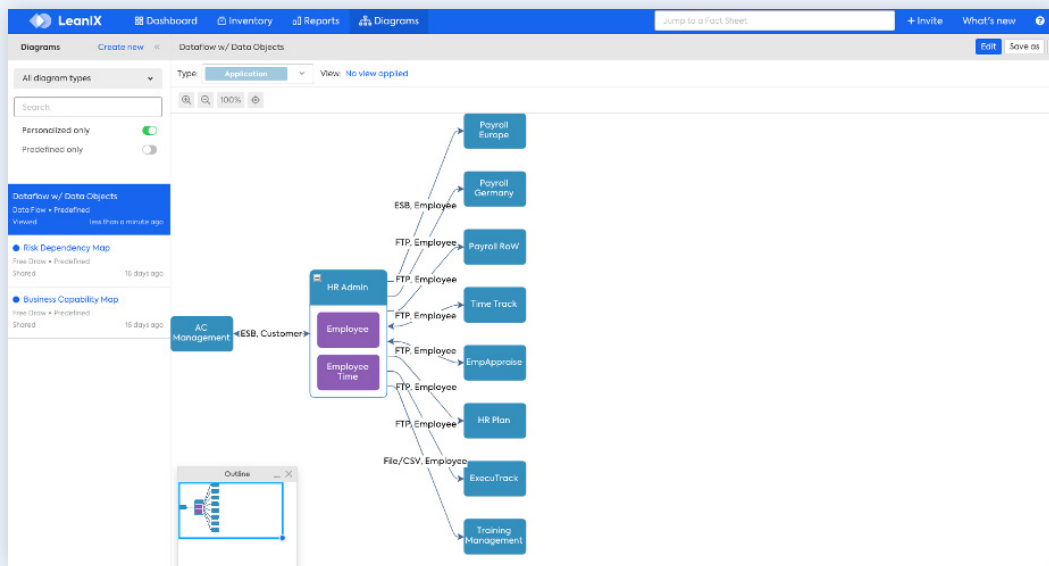 LeanIX
Dashboard
Inventory
Reports
Diagrams
Jump to a Fact Sheet
+ Invite
What's new
Diagrams
Create new
«
Dataflow w/ Data Objects
Edit
Save as
All diagram types
Type:
Application
View:
No view applied
Search
100%
Personalized only
Predefined only
Dataflow w/ Data Objects
Data Flow • Predefined
Viewed
less than a minute ago
Risk Dependency Map
Free Draw • Predefined
Shared
16 days ago
Business Capability Map
Free Draw • Predefined
Shared
16 days ago
Payroll
Europe
Payroll
Germany
ESB, Employee
FTP, Employee
Payroll RoW
FTP, Employee
HR Admin
Time Track
FTP, Employee
AC
Management
ESB, Customer
Employee
FTP, Employee
EmpAppraise
Employee
Time
FTP, Employee
FTP, Employee
HR Plan
File/CSV, Employee
ExecuTrack
Outline
Training
Management